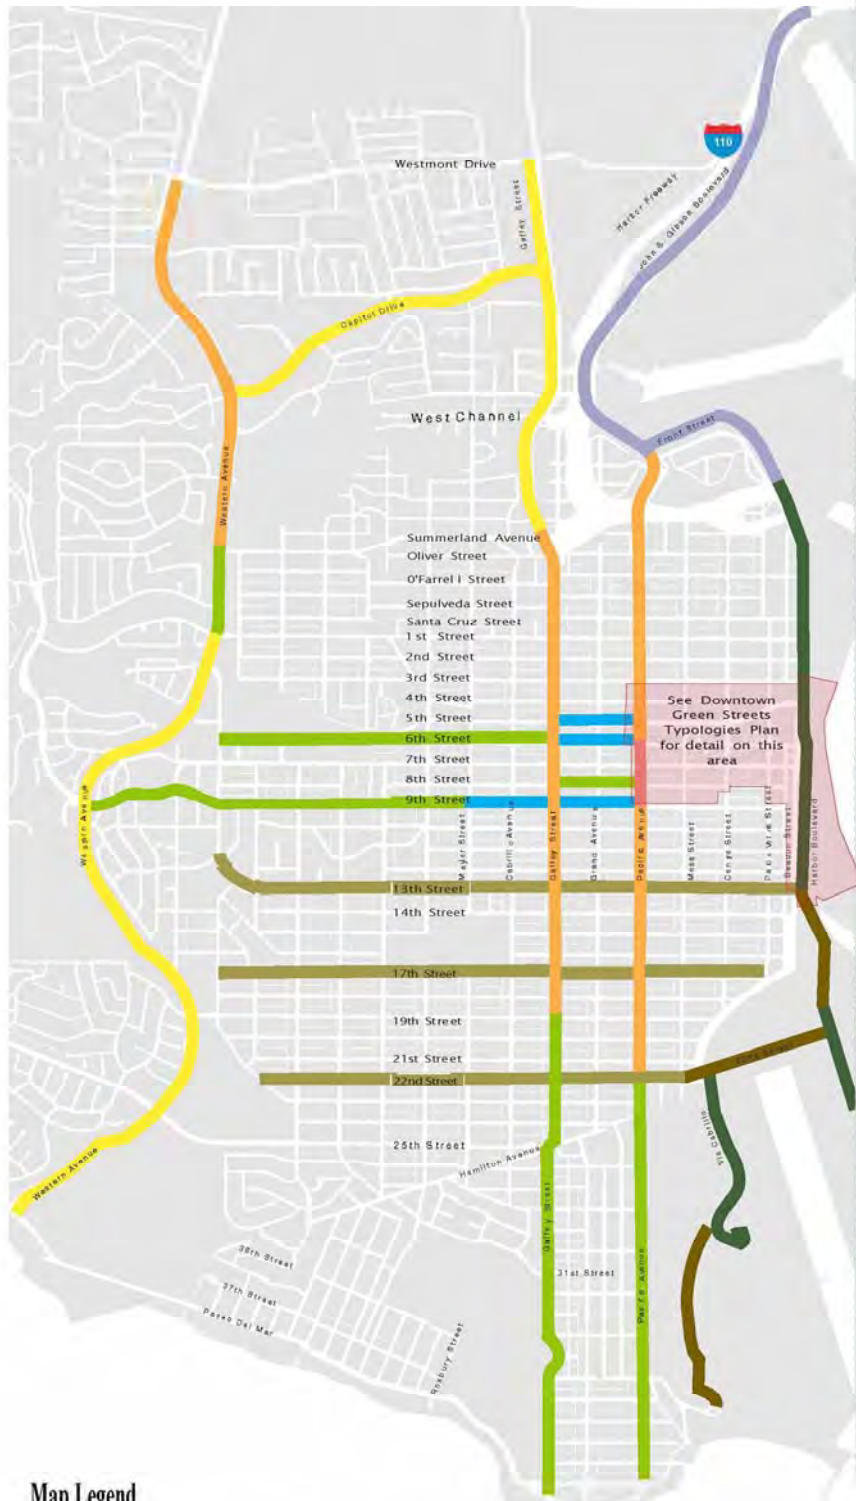 Westmont Drive
110
Gaffey Street
Harbor Freeway
John S. Gibson Boulevard
Capitol Drive
West Channel
Front Street
Western Avenue
Summerland Avenue
Oliver Street
O'Farrell Street
Sepulveda Street
Santa Cruz Street
1st Street
2nd Street
3rd Street
4th Street
5th Street
6th Street
7th Street
8th Street
9th Street
See Downtown
Green Streets
Typologies Plan
for detail on this
area
Western Avenue
Cabrillo Avenue
Gaffey Street
Grand Avenue
Pacific Avenue
Mesa Street
Beacon Street
Harbor Boulevard
13th Street
14th Street
17th Street
19th Street
21st Street
22nd Street
25th Street
Hamilton Avenue
Via Cabrillo
Western Avenue
Gaffey Street
31st Street
Pacific Avenue
38th Street
37th Street
Paseo Del Mar
Map Legend